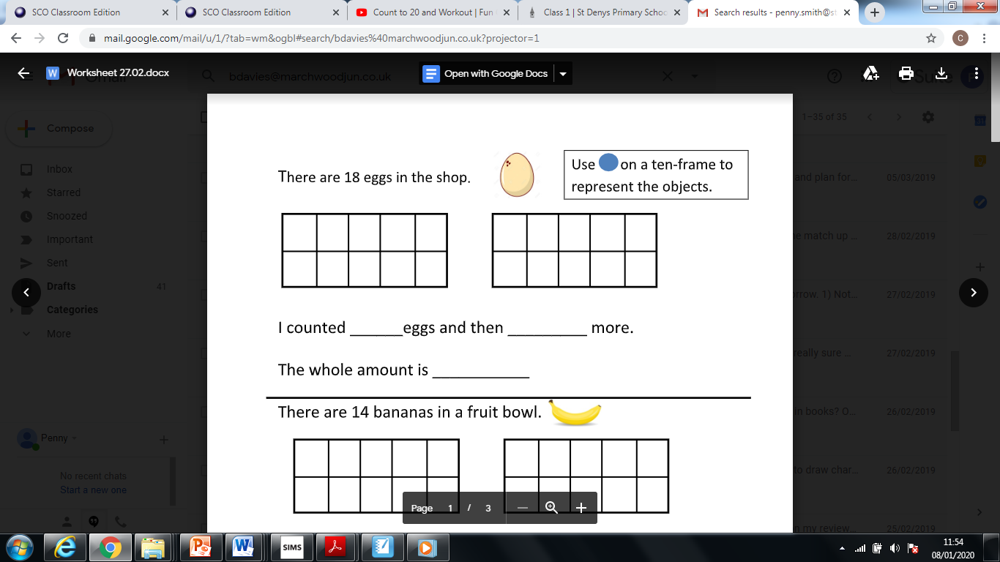 SCO Classroom Edition
SCO Classroom Edition
Count to 20 and Workout | Fun
Class 1 | St Denys Primary Schoo
Search results - penny.smith@st
mail.google.com/mail/u/1/?tab=wm&ogbl#search/bdavies%40marchwoodjun.co.uk?projector=1
C
W Worksheet 27.02.docx
bdavies@marchwoodjun.co.uk
Open with Google Docs
Compose
1–35 of 35
Inbox
Starred
Snoozed
Important
Sent
Drafts 41
Categories
More
Penny
No recent chats
Start a new one
There are 18 eggs in the shop.
Use on a ten-frame to
represent the objects.
I counted ______eggs and then _________ more.
The whole amount is ___________
There are 14 bananas in a fruit bowl.
Page 1 / 3
and plan for... 05/03/2019
e match up ... 28/02/2019
orrow. 1) Not... 27/02/2019
really sure ... 27/02/2019
in books? O... 26/02/2019
to draw char... 26/02/2019
n my review... 25/02/2019
SIMS
11:54
08/01/2020